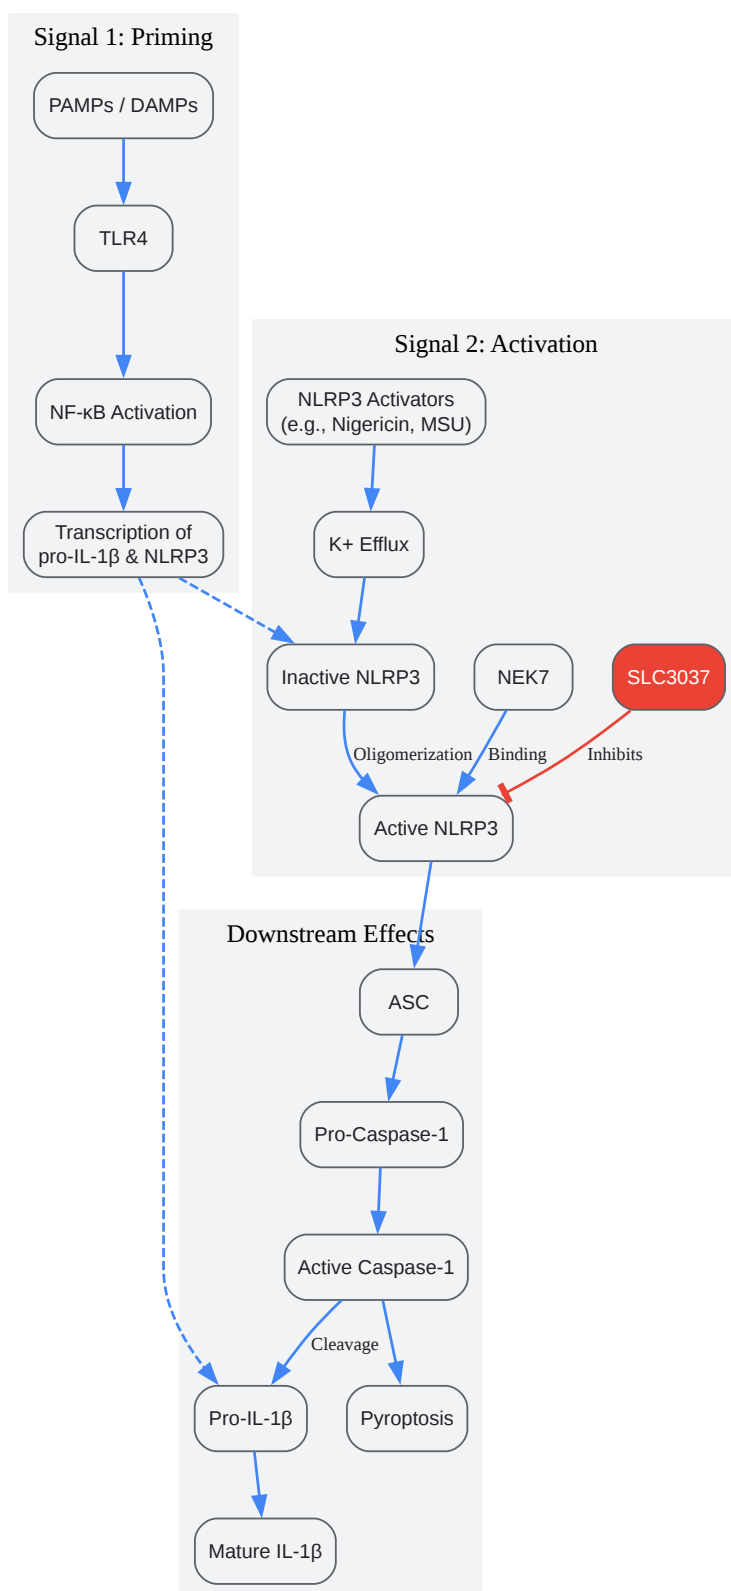 Signal 1: Priming
PAMPs / DAMPs
TLR4
NF-κB Activation
Transcription of
pro-IL-1β & NLRP3
Signal 2: Activation
NLRP3 Activators
(e.g., Nigericin, MSU)
K+ Efflux
Inactive NLRP3
NEK7
SLC3037
Oligomerization
Binding
Inhibits
Active NLRP3
Downstream Effects
ASC
Pro-Caspase-1
Active Caspase-1
Cleavage
Pro-IL-1β
Pyroptosis
Mature IL-1β